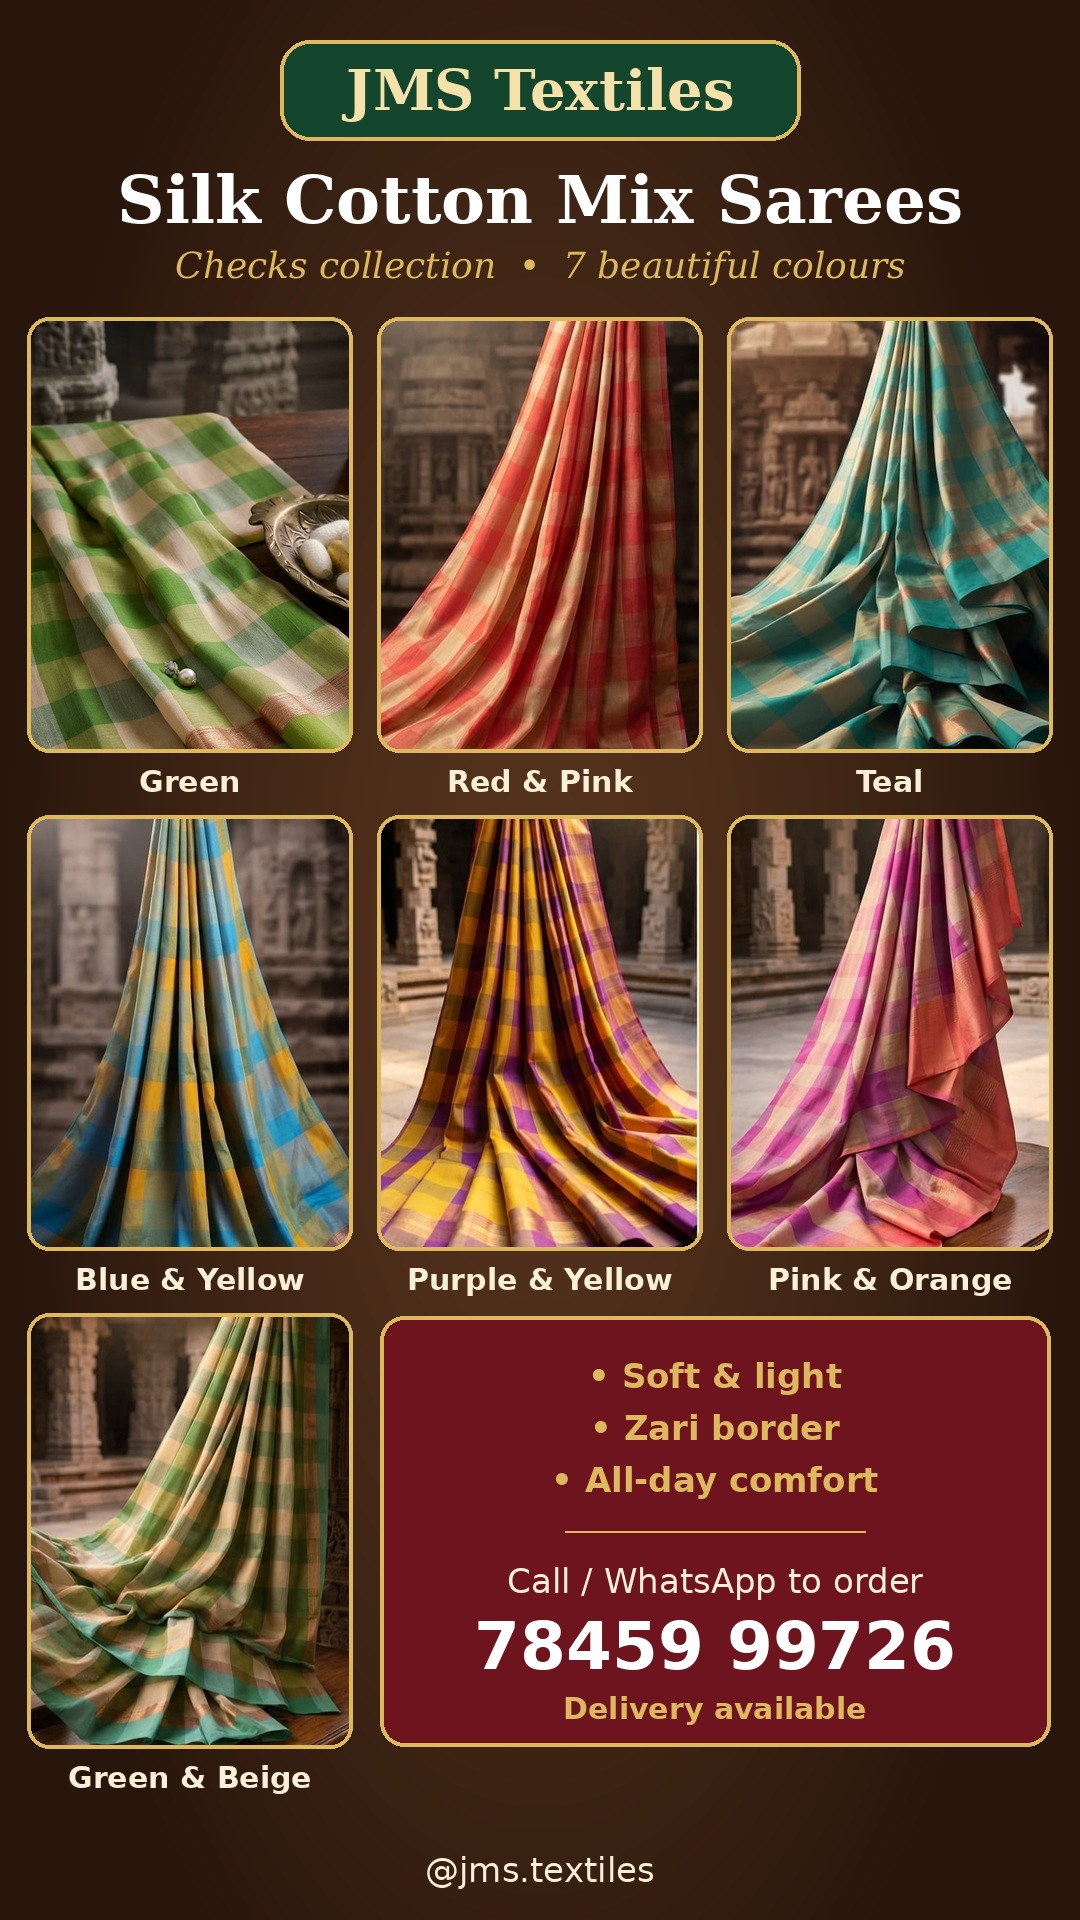 JMS Textiles
Silk Cotton Mix Sarees
Checks collection • 7 beautiful colours
Green
Red & Pink
Teal
Blue & Yellow
Purple & Yellow
Pink & Orange
Green & Beige
• Soft & light
• Zari border
• All-day comfort
Call / WhatsApp to order
78459 99726
Delivery available
@jms.textiles